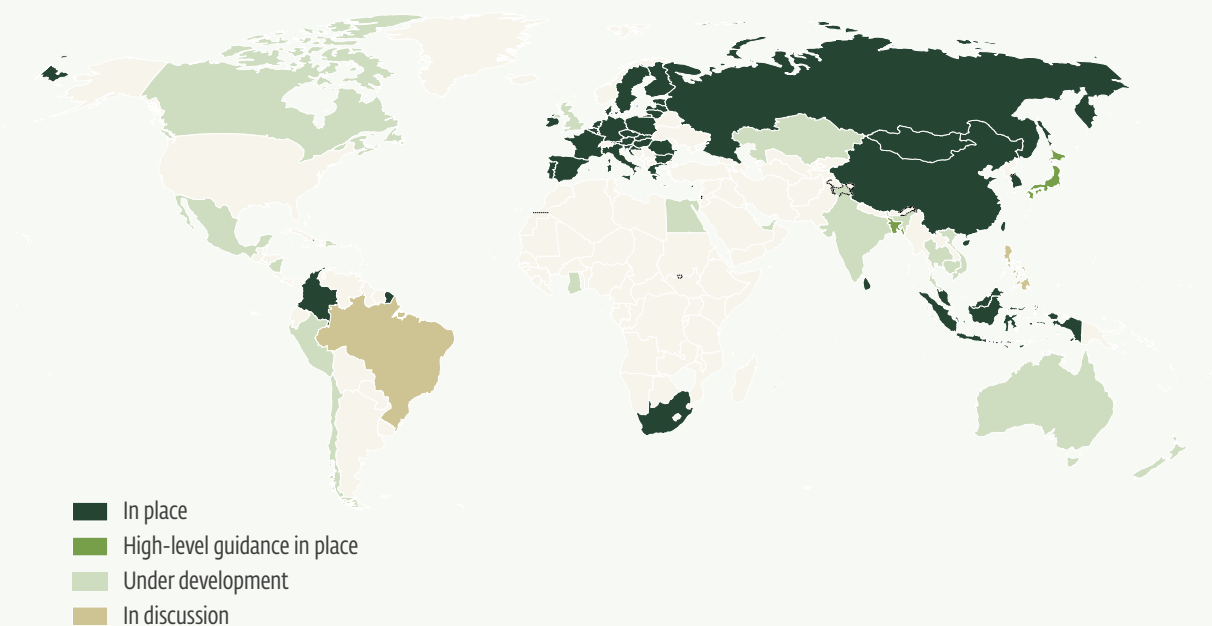 In place
High-level guidance in place
Under development
In discussion